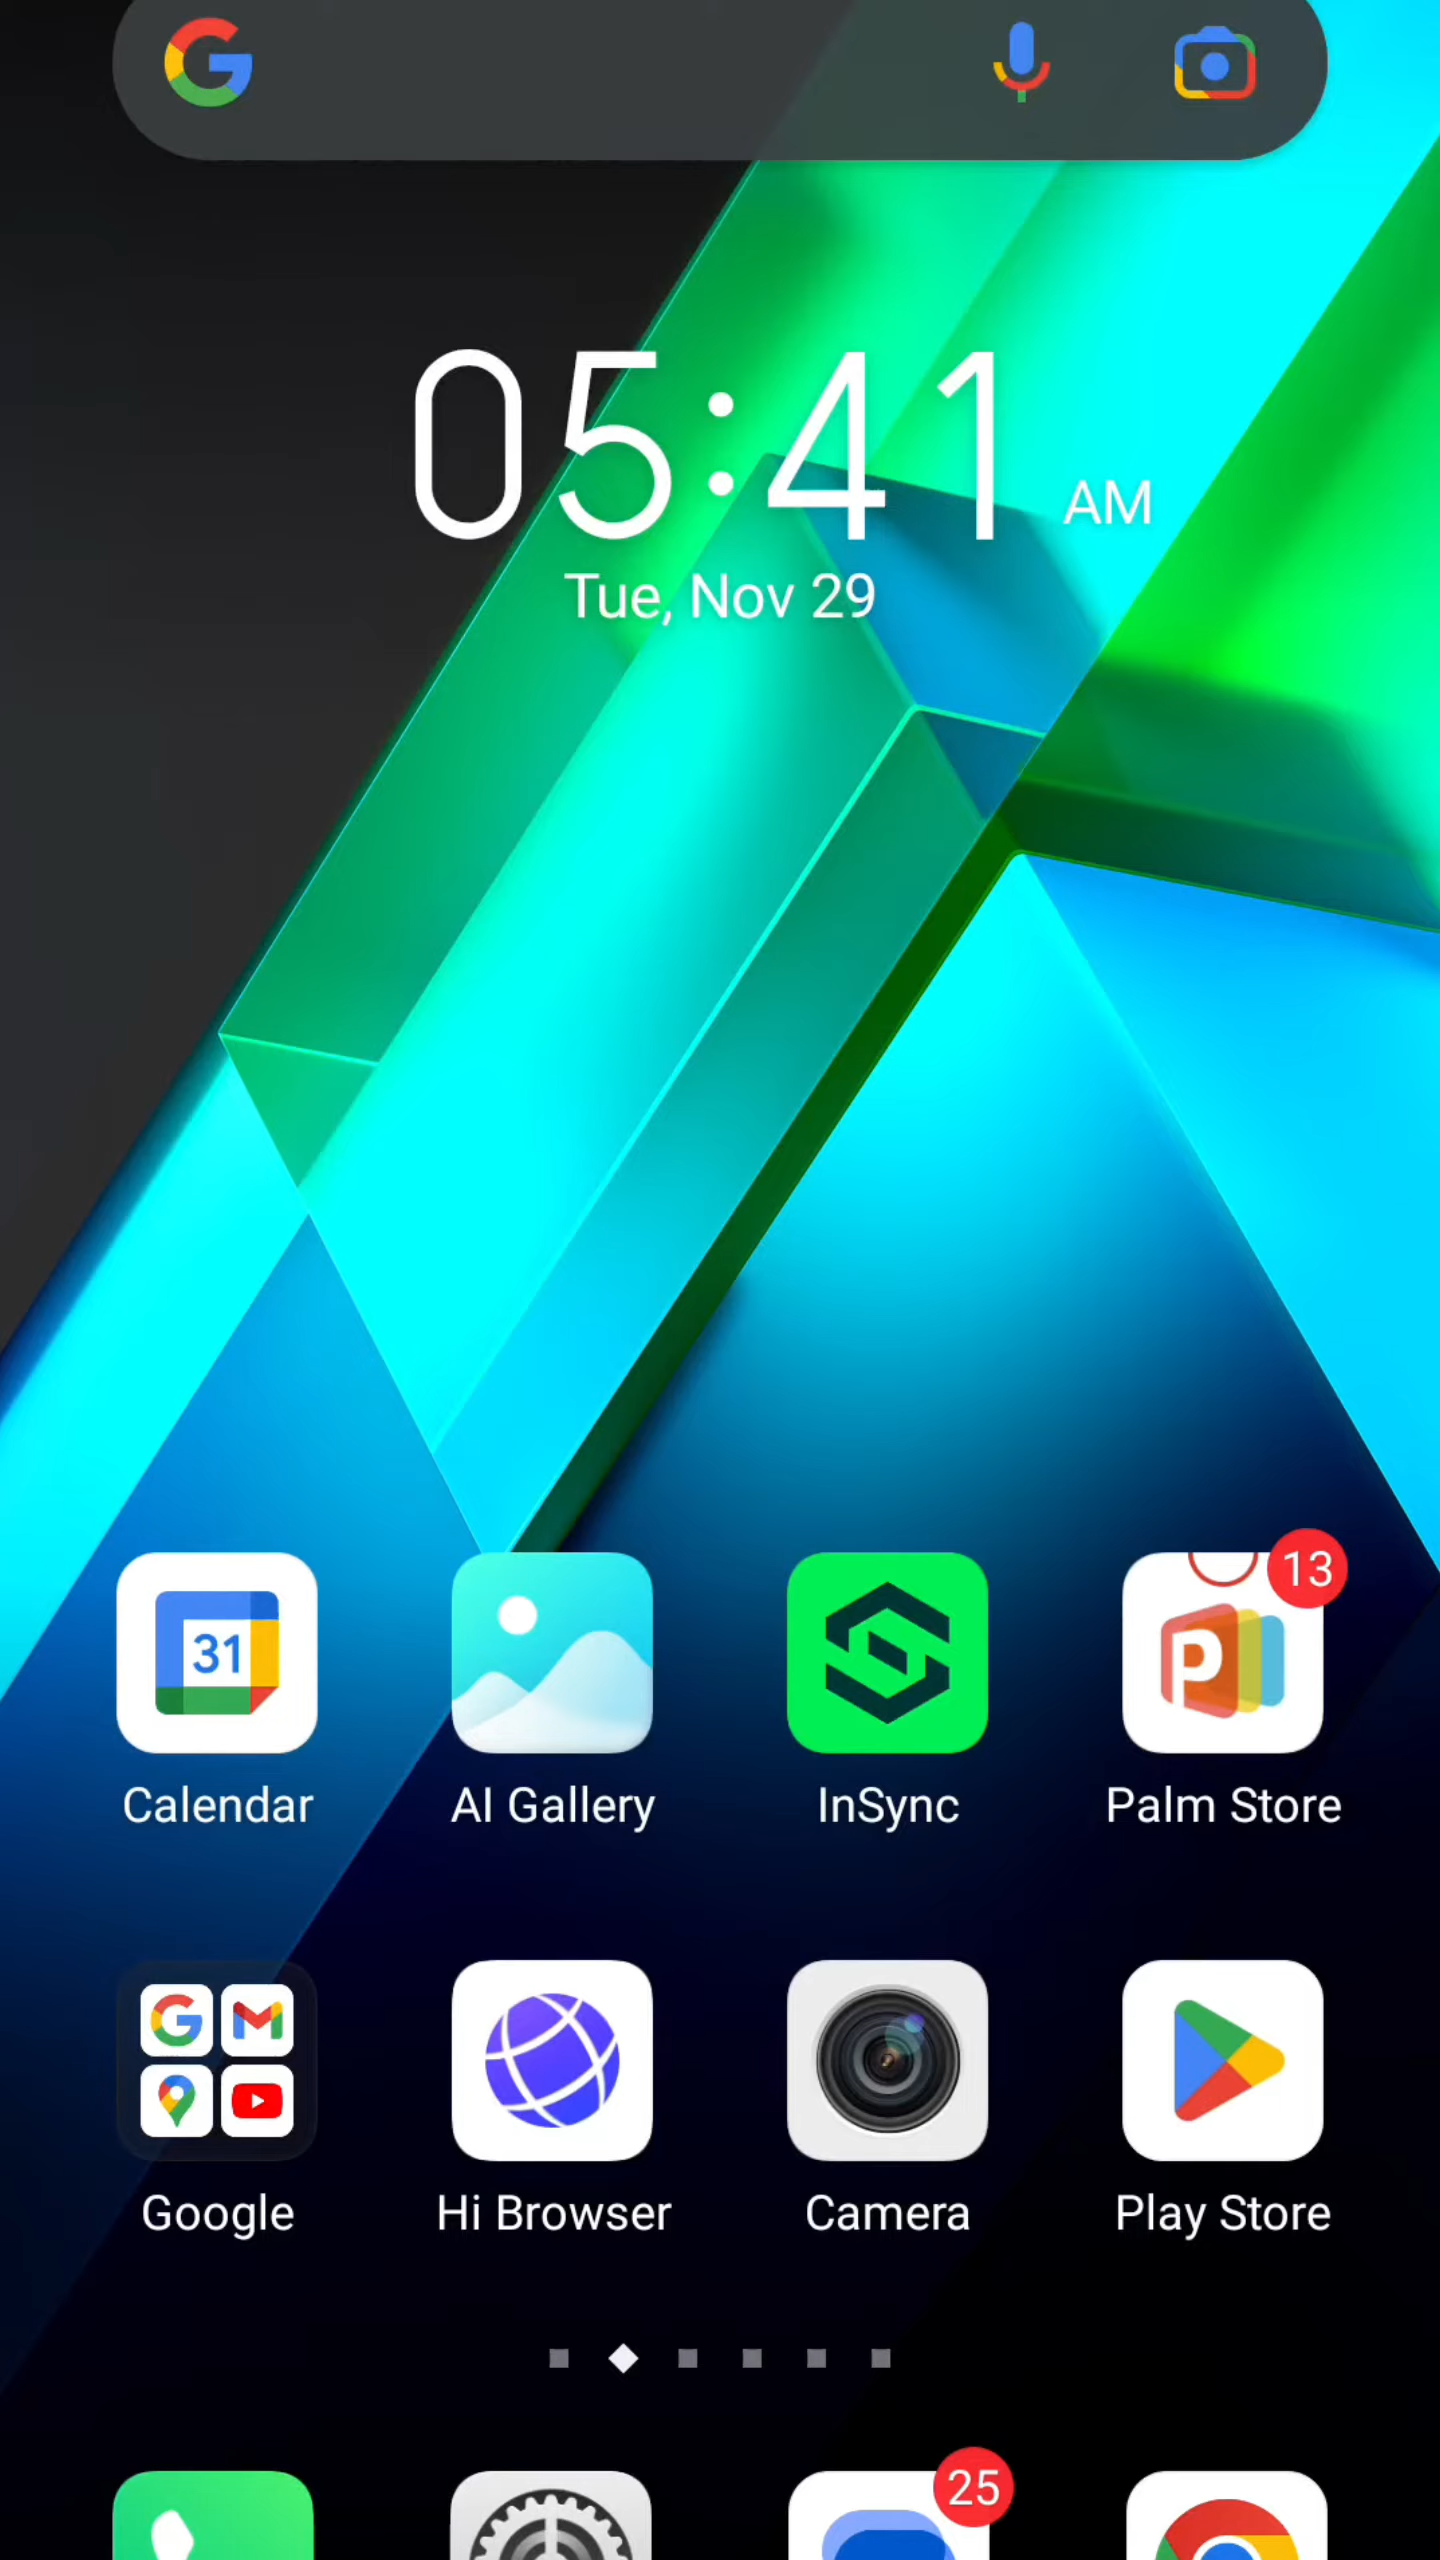 05:41 AM
Tue, Nov 29
31
13
Calendar
AI Gallery
InSync
Palm Store
Google
Hi Browser
Camera
Play Store
25